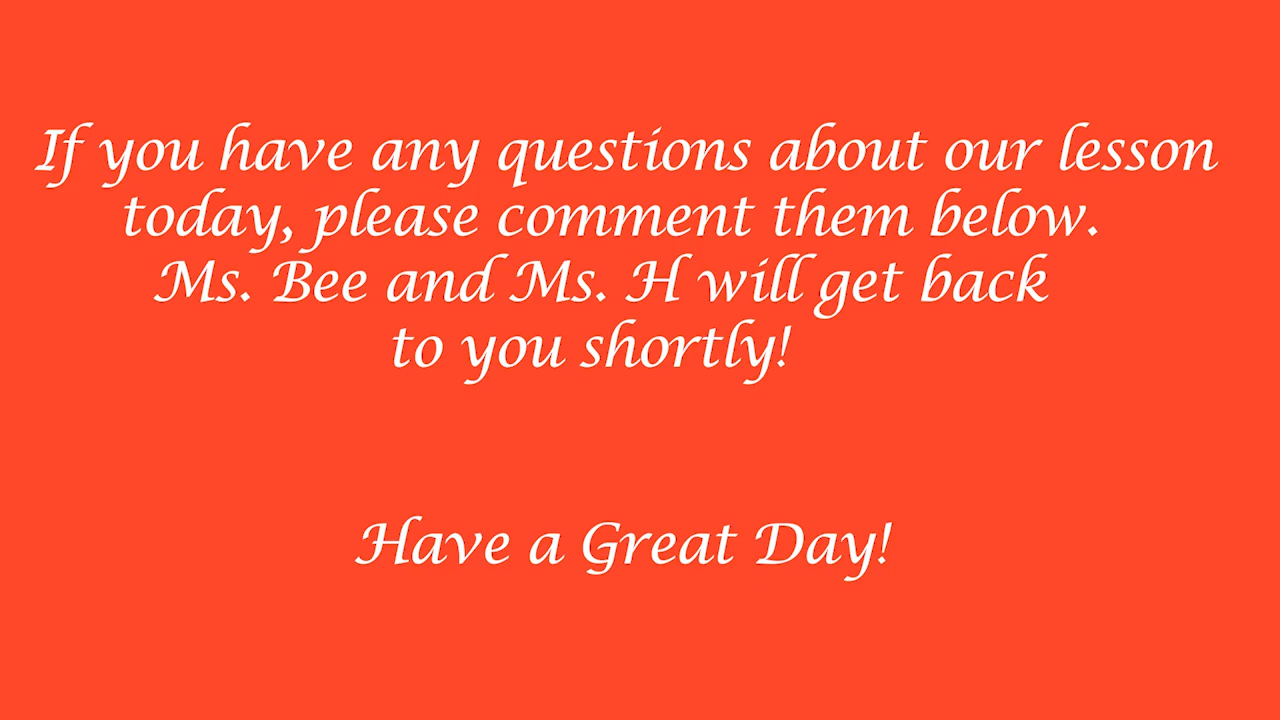 If you have any questions about our lesson
today, please comment them below.
Ms. Bee and Ms. H will get back
to you shortly!
Have a Great Day!